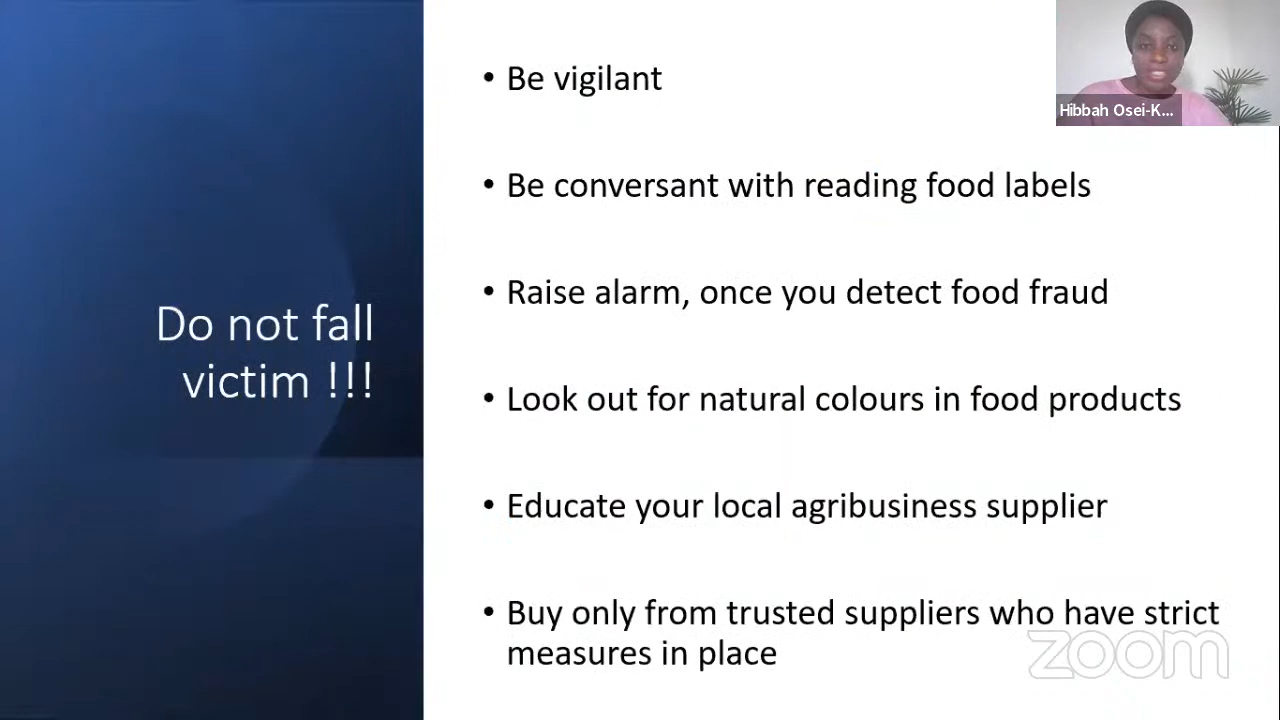 Do not fall
victim !!!
• Be vigilant
• Be conversant with reading food labels
• Raise alarm, once you detect food fraud
• Look out for natural colours in food products
• Educate your local agribusiness supplier
• Buy only from trusted suppliers who have strict
measures in place
Hibbah Osei-K...
zoom